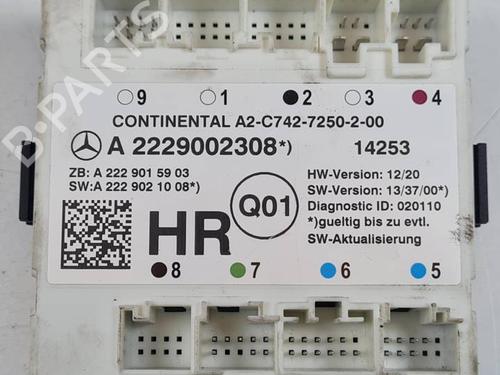 B-PARTS
9 1 2 3 4
CONTINENTAL A2-C742-7250-2-00
A 2229002308*) 14253
ZB: A 222 901 59 03
SW:A 222 902 10 08*)
HW-Version: 12/20
SW-Version: 13/37/00*)
Diagnostic ID: 020110
*)gueltig bis zu evtl.
SW-Aktualisierung
HR
Q01
8 7 6 5